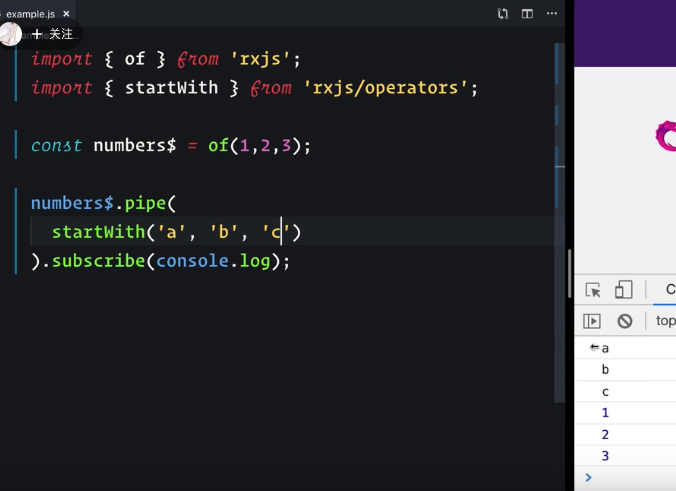 example.js ×
+ 关注
import { of } from 'rxjs';
import { startWith } from 'rxjs/operators';
const numbers$ = of(1,2,3);
numbers$.pipe(
startWith('a', 'b', 'c')
).subscribe(console.log);
top
a
b
c
1
2
3